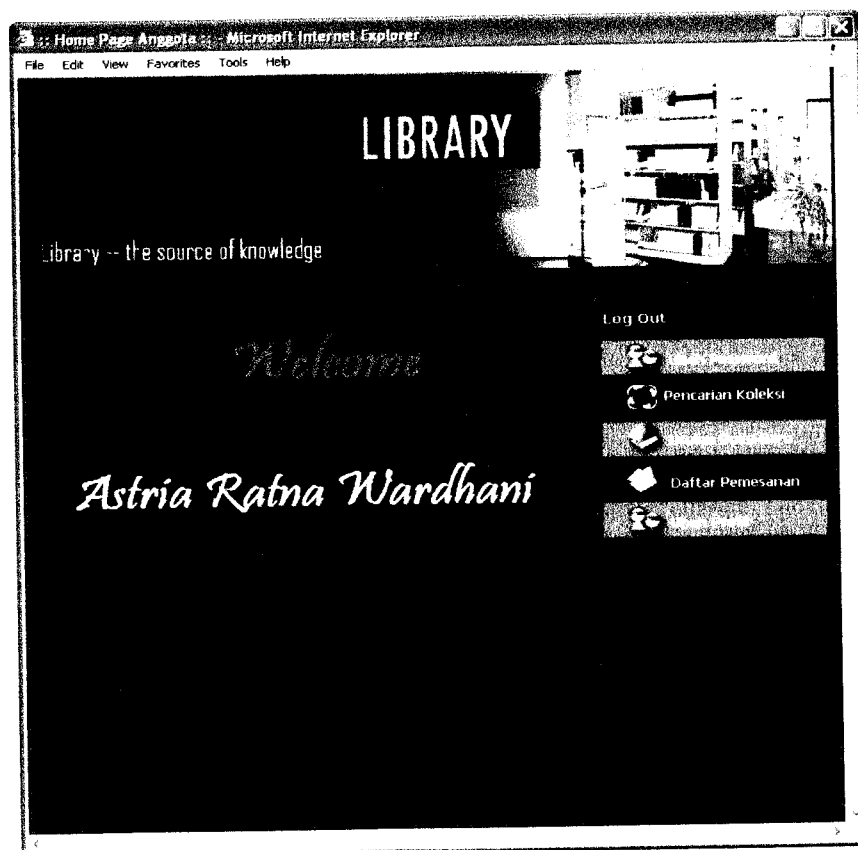 :: Home Page Anggota :: - Microsoft Internet Explorer
File Edit View Favorites Tools Help
LIBRARY
Library -- the source of knowledge
Log Out
Welcome
Pencarian Koleksi
Astria Ratna Wardhani
Daftar Pemesanan